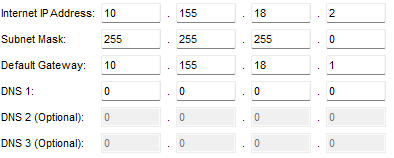 Internet IP Address: 10 . 155 . 18 . 2
Subnet Mask: 255 . 255 . 255 . 0
Default Gateway: 10 . 155 . 18 . 1
DNS 1: 0 . 0 . 0 . 0
DNS 2 (Optional): 0 . 0 . 0 . 0
DNS 3 (Optional): 0 . 0 . 0 . 0